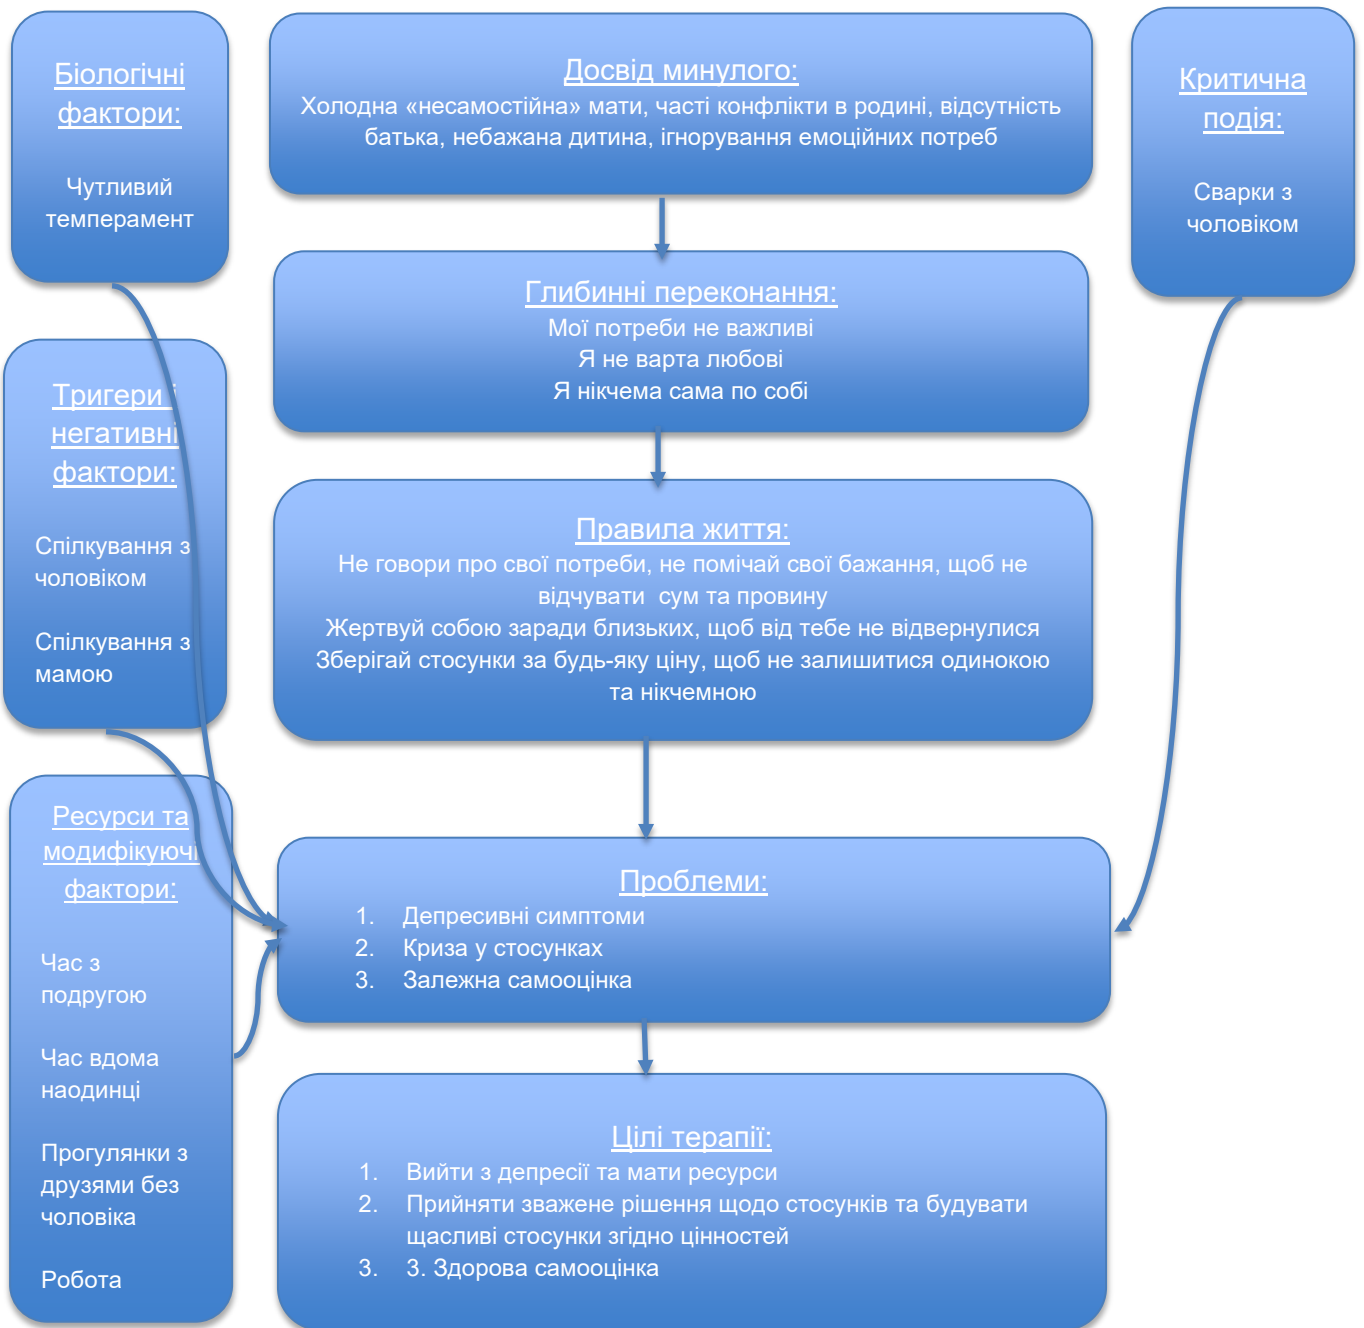 Біологічні
фактори:
Чутливий
темперамент
Досвід минулого:
Холодна «несамостійна» мати, часті конфлікти в родині, відсутність
батька, небажана дитина, ігнорування емоційних потреб
Критична
подія:
Сварки з
чоловіком
Глибинні переконання:
Мої потреби не важливі
Я не варта любові
Я нікчема сама по собі
Тригери і
негативні
фактори:
Спілкування з
чоловіком
Спілкування з
мамою
Правила життя:
Не говори про свої потреби, не помічай свої бажання, щоб не
відчувати сум та провину
Жертвуй собою заради близьких, щоб від тебе не відвернулися
Зберігай стосунки за будь-яку ціну, щоб не залишитися одинокою
та нікчемною
Ресурси та
модифікуючі
фактори:
Час з
подругою
Час вдома
наодинці
Прогулянки з
друзями без
чоловіка
Робота
Проблеми:
1. Депресивні симптоми
2. Криза у стосунках
3. Залежна самооцінка
Цілі терапії:
1. Вийти з депресії та мати ресурси
2. Прийняти зважене рішення щодо стосунків та будувати
щасливі стосунки згідно цінностей
3. 3. Здорова самооцінка